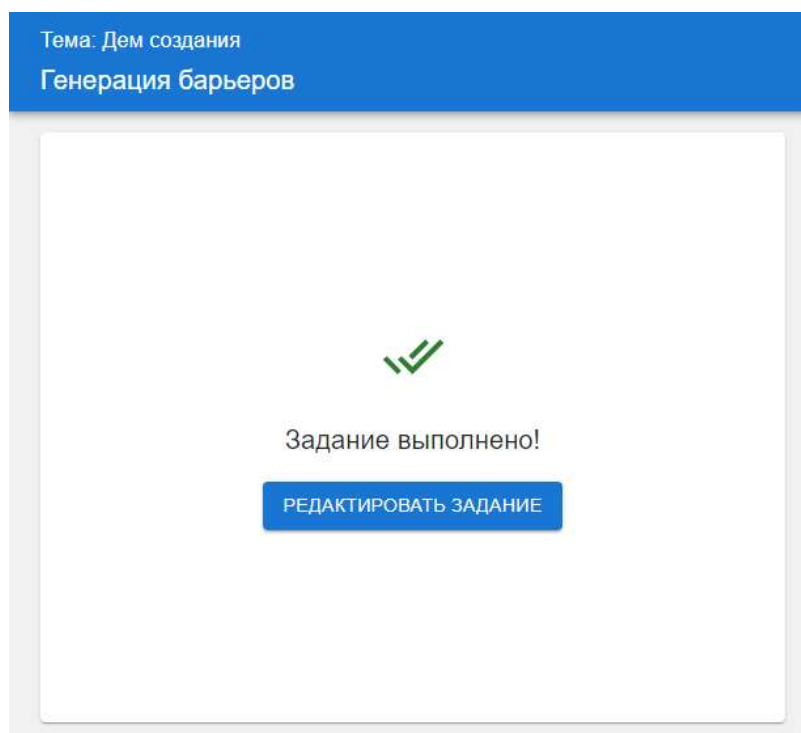 Тема: Дем создания
Генерация барьеров
Задание выполнено!
РЕДАКТИРОВАТЬ ЗАДАНИЕ